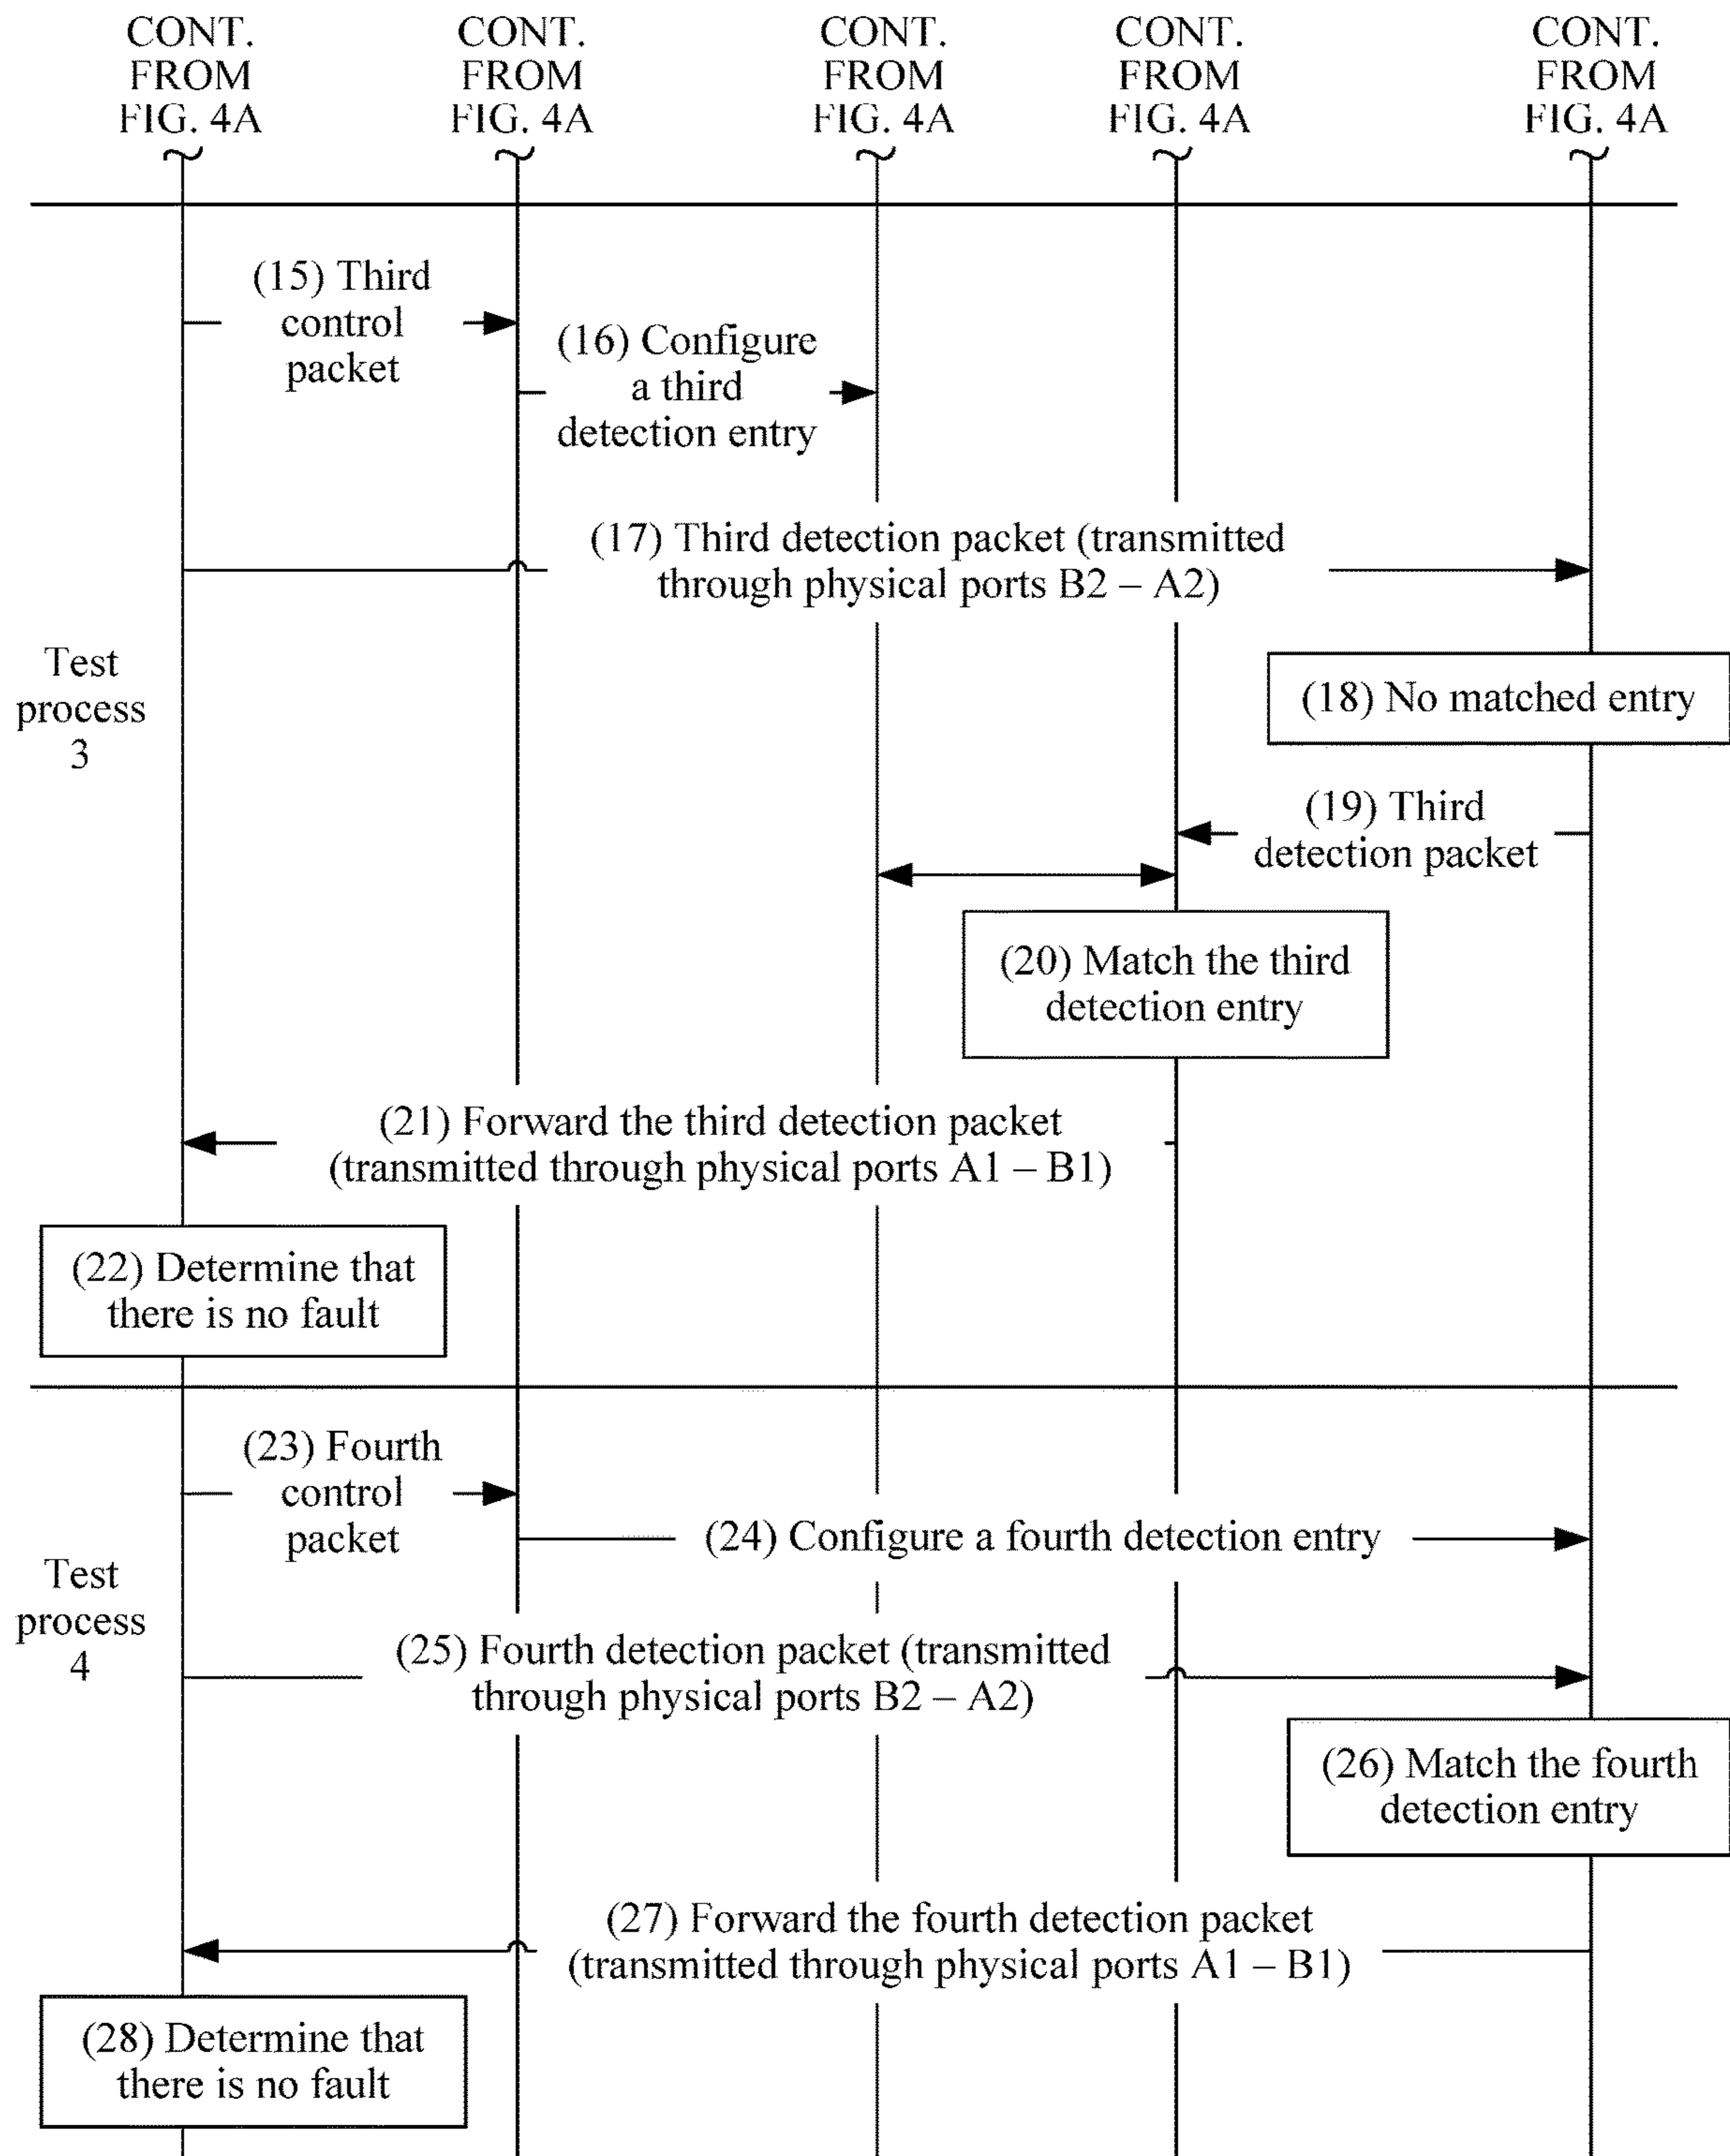 CONT.
FROM
FIG. 4A
CONT.
FROM
FIG. 4A
CONT.
FROM
FIG. 4A
CONT.
FROM
FIG. 4A
CONT.
FROM
FIG. 4A
Test
process
3
(15) Third
control
packet
(16) Configure
a third
detection entry
(17) Third detection packet (transmitted
through physical ports B2 – A2)
(18) No matched entry
(19) Third
detection packet
(20) Match the third
detection entry
(21) Forward the third detection packet
(transmitted through physical ports A1 – B1)
(22) Determine that
there is no fault
Test
process
4
(23) Fourth
control
packet
(24) Configure a fourth detection entry
(25) Fourth detection packet (transmitted
through physical ports B2 – A2)
(26) Match the fourth
detection entry
(27) Forward the fourth detection packet
(transmitted through physical ports A1 – B1)
(28) Determine that
there is no fault